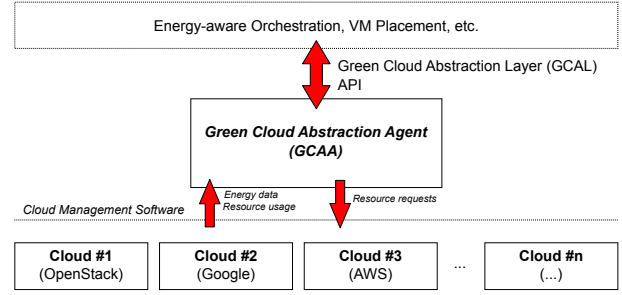 Energy-aware Orchestration, VM Placement, etc.
Green Cloud Abstraction Layer (GCAL)
API
Green Cloud Abstraction Agent
(GCAA)
Energy data
Resource usage
Resource requests
Cloud Management Software
Cloud #1
(OpenStack)
Cloud #2
(Google)
Cloud #3
(AWS)
...
Cloud #n
(...)